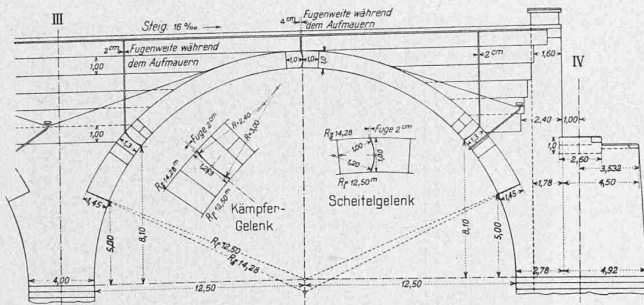 III
Steig. 16 ‰
4 cm
Fugenweite während
dem Aufmauern
2 cm
Fugenweite während
dem Aufmauern
1,00
1,0
1,0
1,0
2 cm
1,60
IV
1,00
1,3
Fuge 2 cm
R=2,40
R=3,00
Rg 14,28 m
1,263
Rf 12,50 m
Kämpfer-
Gelenk
Rg 14,28
Fuge 2 cm
1,00
1,20
1,00
Rf 12,50 m
Scheitelgelenk
1,3
2,40
1,00
1,0
2,50
3,532
1,78
4,50
1,45
5,00
8,10
Rf=12,50
Rg=14,28
8,10
5,00
1,45
4,00
12,50
12,50
2,78
4,92